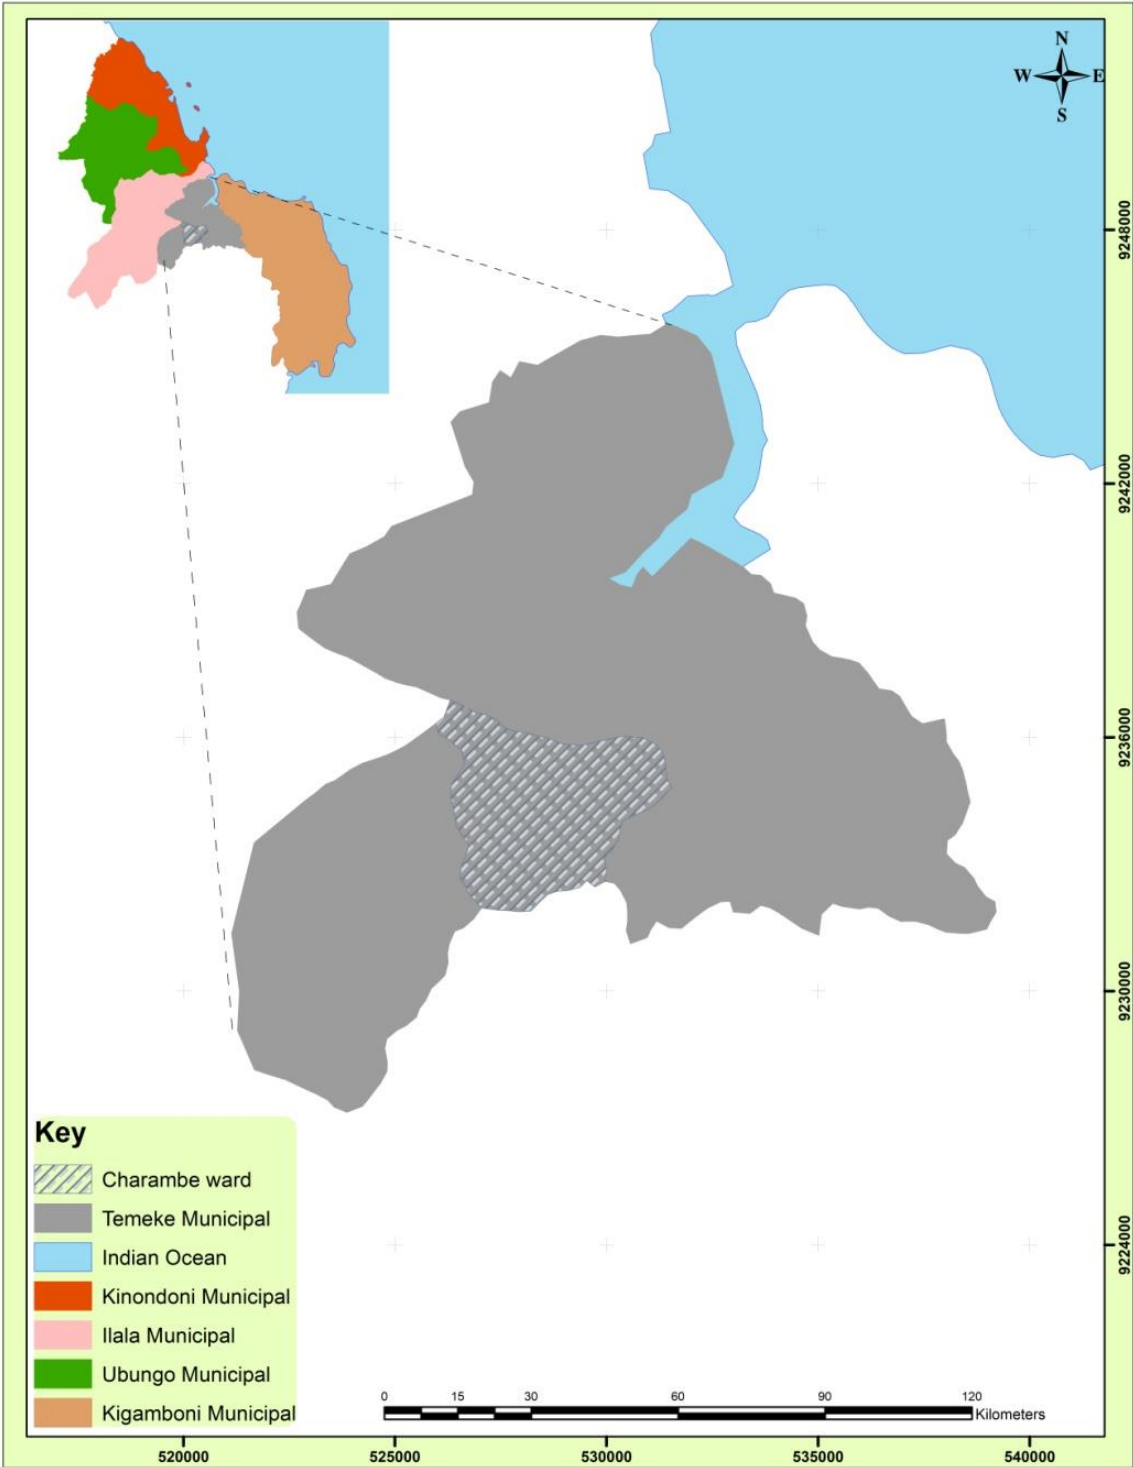 N
W E
S
9248000
9242000
9236000
9230000
9224000
Key
Charambe ward
Temeke Municipal
Indian Ocean
Kinondoni Municipal
Ilala Municipal
Ubungo Municipal
Kigamboni Municipal
0 15 30 60 90 120
Kilometers
520000 525000 530000 535000 540000